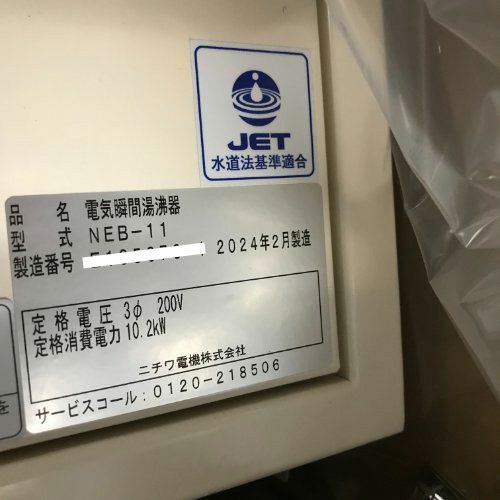 JET
水道法基準適合
品 名 電気瞬間湯沸器
型 式 NEB-11
製造番号 2024年2月製造
定格電圧 3φ 200V
定格消費電力 10.2kW
ニチワ電機株式会社
サービスコール:0120-218506
を